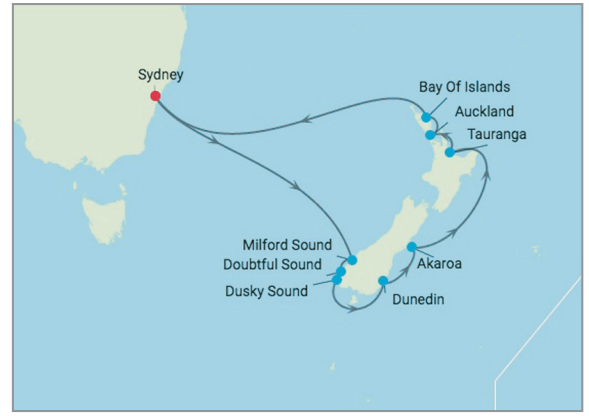 Sydney
Bay Of Islands
Auckland
Tauranga
Milford Sound
Doubtful Sound
Akaroa
Dusky Sound
Dunedin